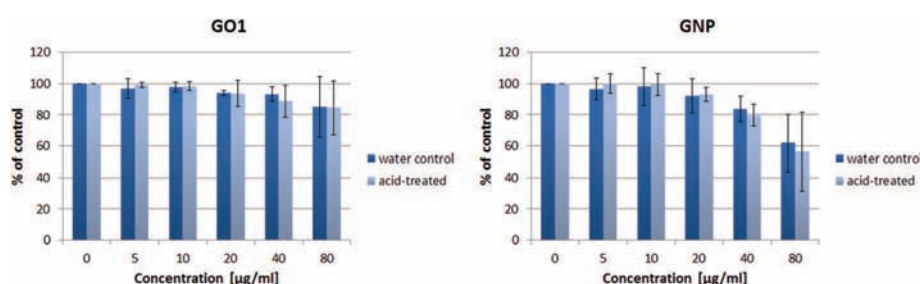 GO1
120
100
80
60
40
20
0
% of control
0 5 10 20 40 80
Concentration [µg/ml]
water control
acid-treated
GNP
120
100
80
60
40
20
0
% of control
0 5 10 20 40 80
Concentration [µg/ml]
water control
acid-treated